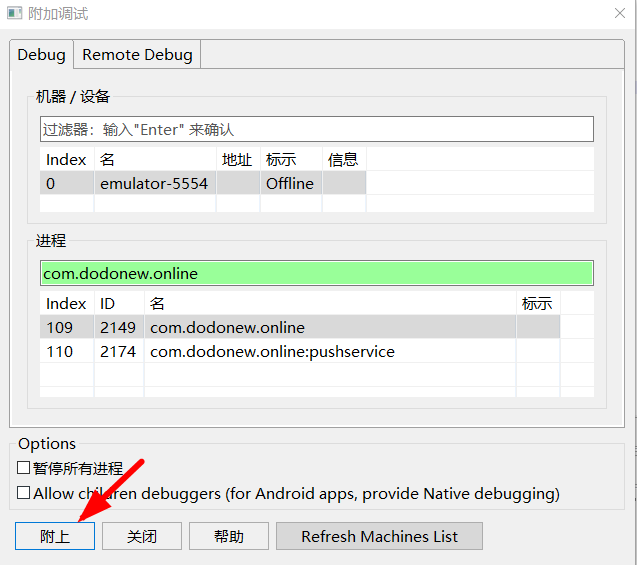 附加调试
Debug Remote Debug
机器 / 设备
过滤器：输入"Enter" 来确认
Index 名 地址 标示 信息
0 emulator-5554 Offline
进程
com.dodonew.online
Index ID 名 标示
109 2149 com.dodonew.online
110 2174 com.dodonew.online:pushservice
Options
暂停所有进程
Allow children debuggers (for Android apps, provide Native debugging)
附上 关闭 帮助 Refresh Machines List